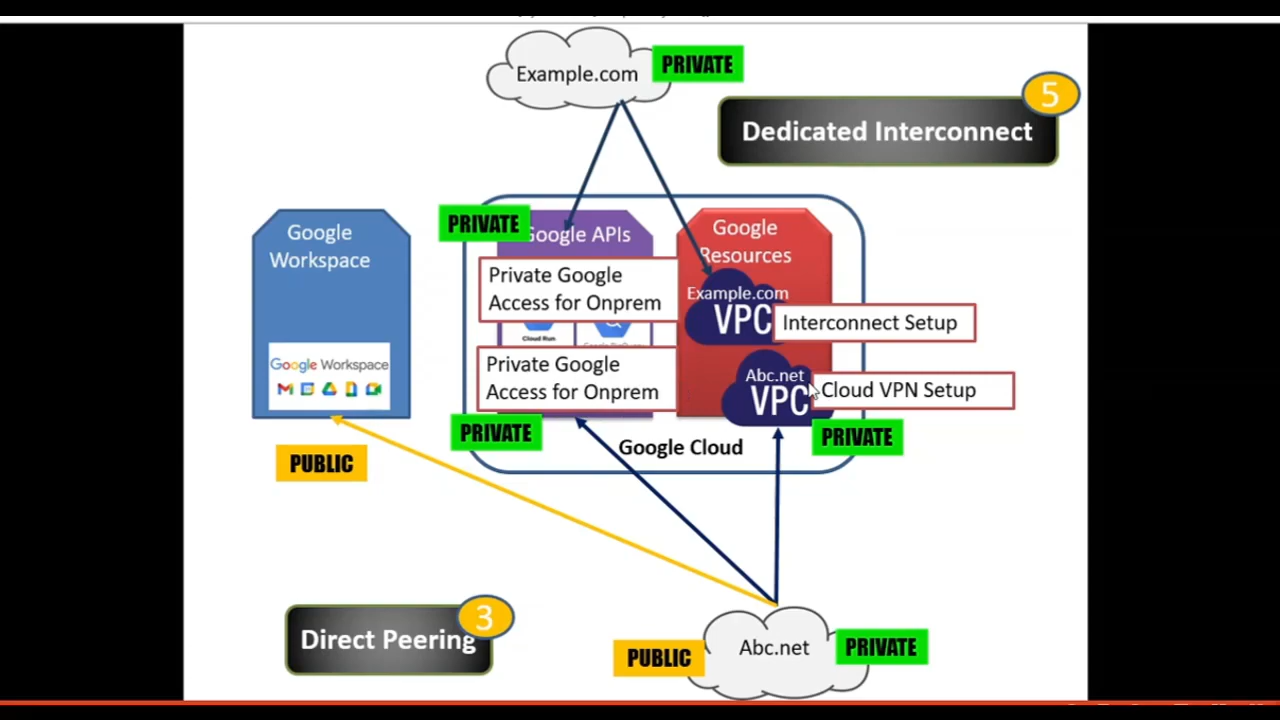 Example.com
PRIVATE
5
Dedicated Interconnect
Google
Workspace
Google Workspace
PUBLIC
PRIVATE
Google APIs
Private Google
Access for Onprem
Cloud Run
Private Google
Access for Onprem
PRIVATE
Google
Resources
Example.com
VPC
Interconnect Setup
Abc.net
VPC
Cloud VPN Setup
PRIVATE
Google Cloud
3
Direct Peering
PUBLIC
Abc.net
PRIVATE